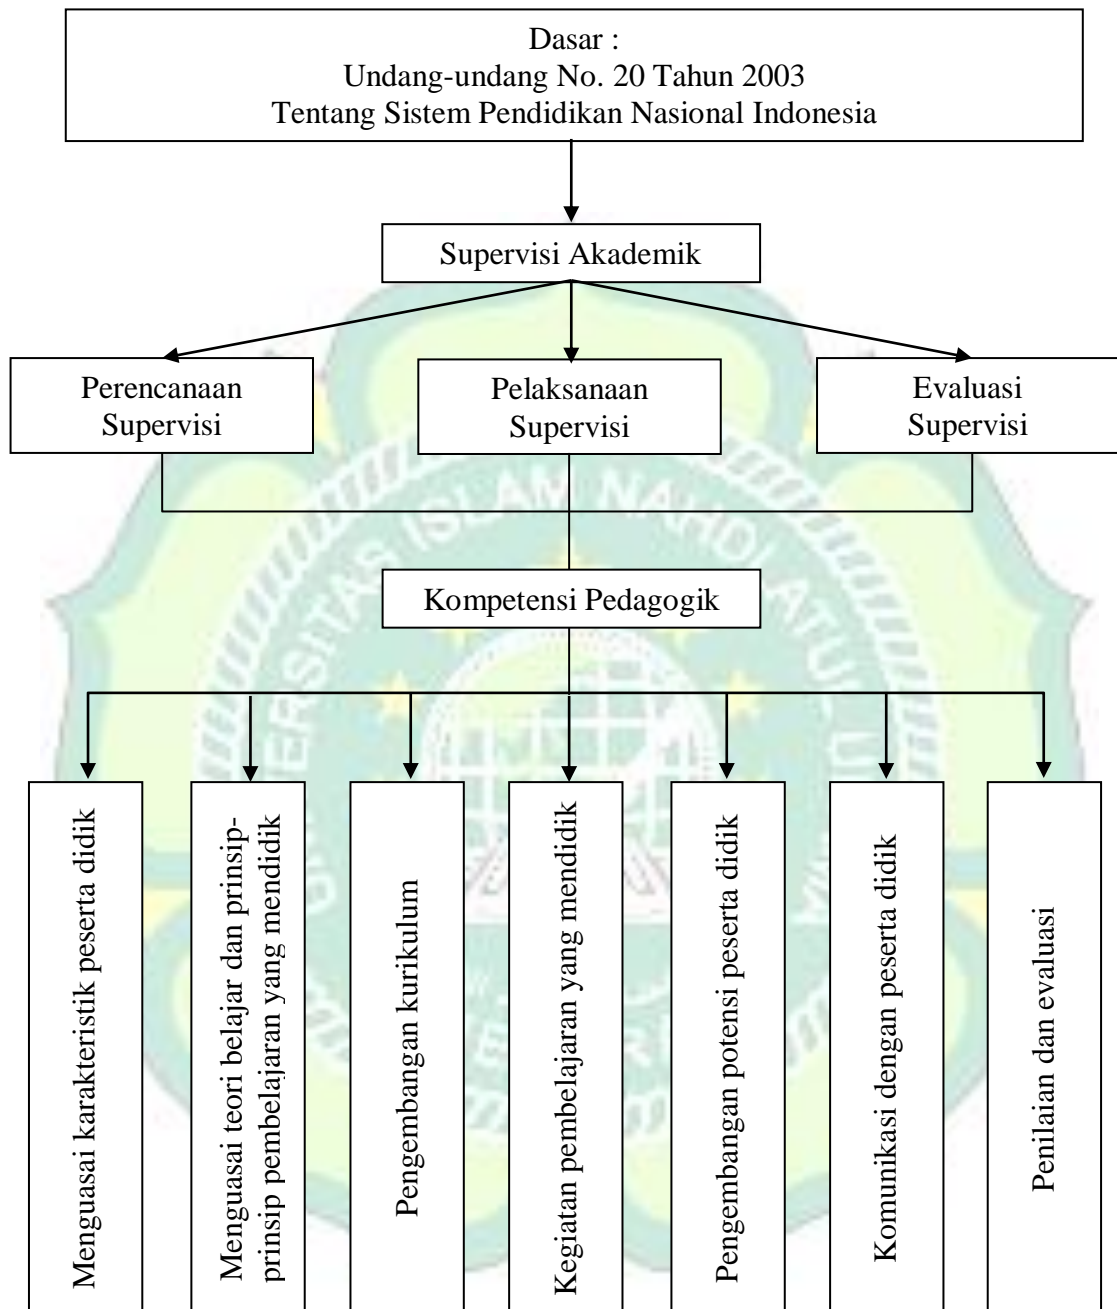 Dasar :
Undang-undang No. 20 Tahun 2003
Tentang Sistem Pendidikan Nasional Indonesia
Supervisi Akademik
Perencanaan
Supervisi
Pelaksanaan
Supervisi
Evaluasi
Supervisi
Kompetensi Pedagogik
Menguasai karakteristik peserta didik
Menguasai teori belajar dan prinsip-
prinsip pembelajaran yang mendidik
Pengembangan kurikulum
Kegiatan pembelajaran yang mendidik
Pengembangan potensi peserta didik
Komunikasi dengan peserta didik
Penilaian dan evaluasi
ISLAM